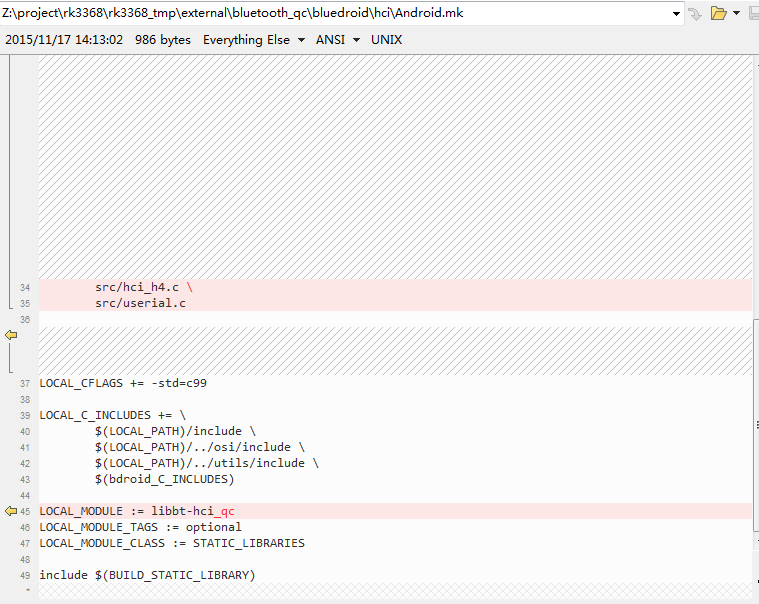 Z:\project\rk3368\rk3368_tmp\external\bluetooth_qc\bluedroid\hci\Android.mk
2015/11/17 14:13:02 986 bytes Everything Else ANSI UNIX
34 src/hci_h4.c \
35 src/userial.c
36
37 LOCAL_CFLAGS += -std=c99
38
39 LOCAL_C_INCLUDES += \
40 $(LOCAL_PATH)/include \
41 $(LOCAL_PATH)/../osi/include \
42 $(LOCAL_PATH)/../utils/include \
43 $(bdroid_C_INCLUDES)
44
45 LOCAL_MODULE := libbt-hci_qc
46 LOCAL_MODULE_TAGS := optional
47 LOCAL_MODULE_CLASS := STATIC_LIBRARIES
48
49 include $(BUILD_STATIC_LIBRARY)